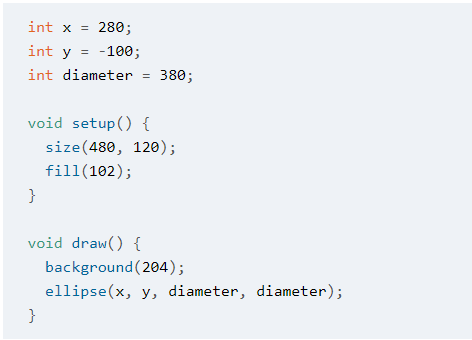 int x = 280;
int y = -100;
int diameter = 380;

void setup() {
  size(480, 120);
  fill(102);
}

void draw() {
  background(204);
  ellipse(x, y, diameter, diameter);
}